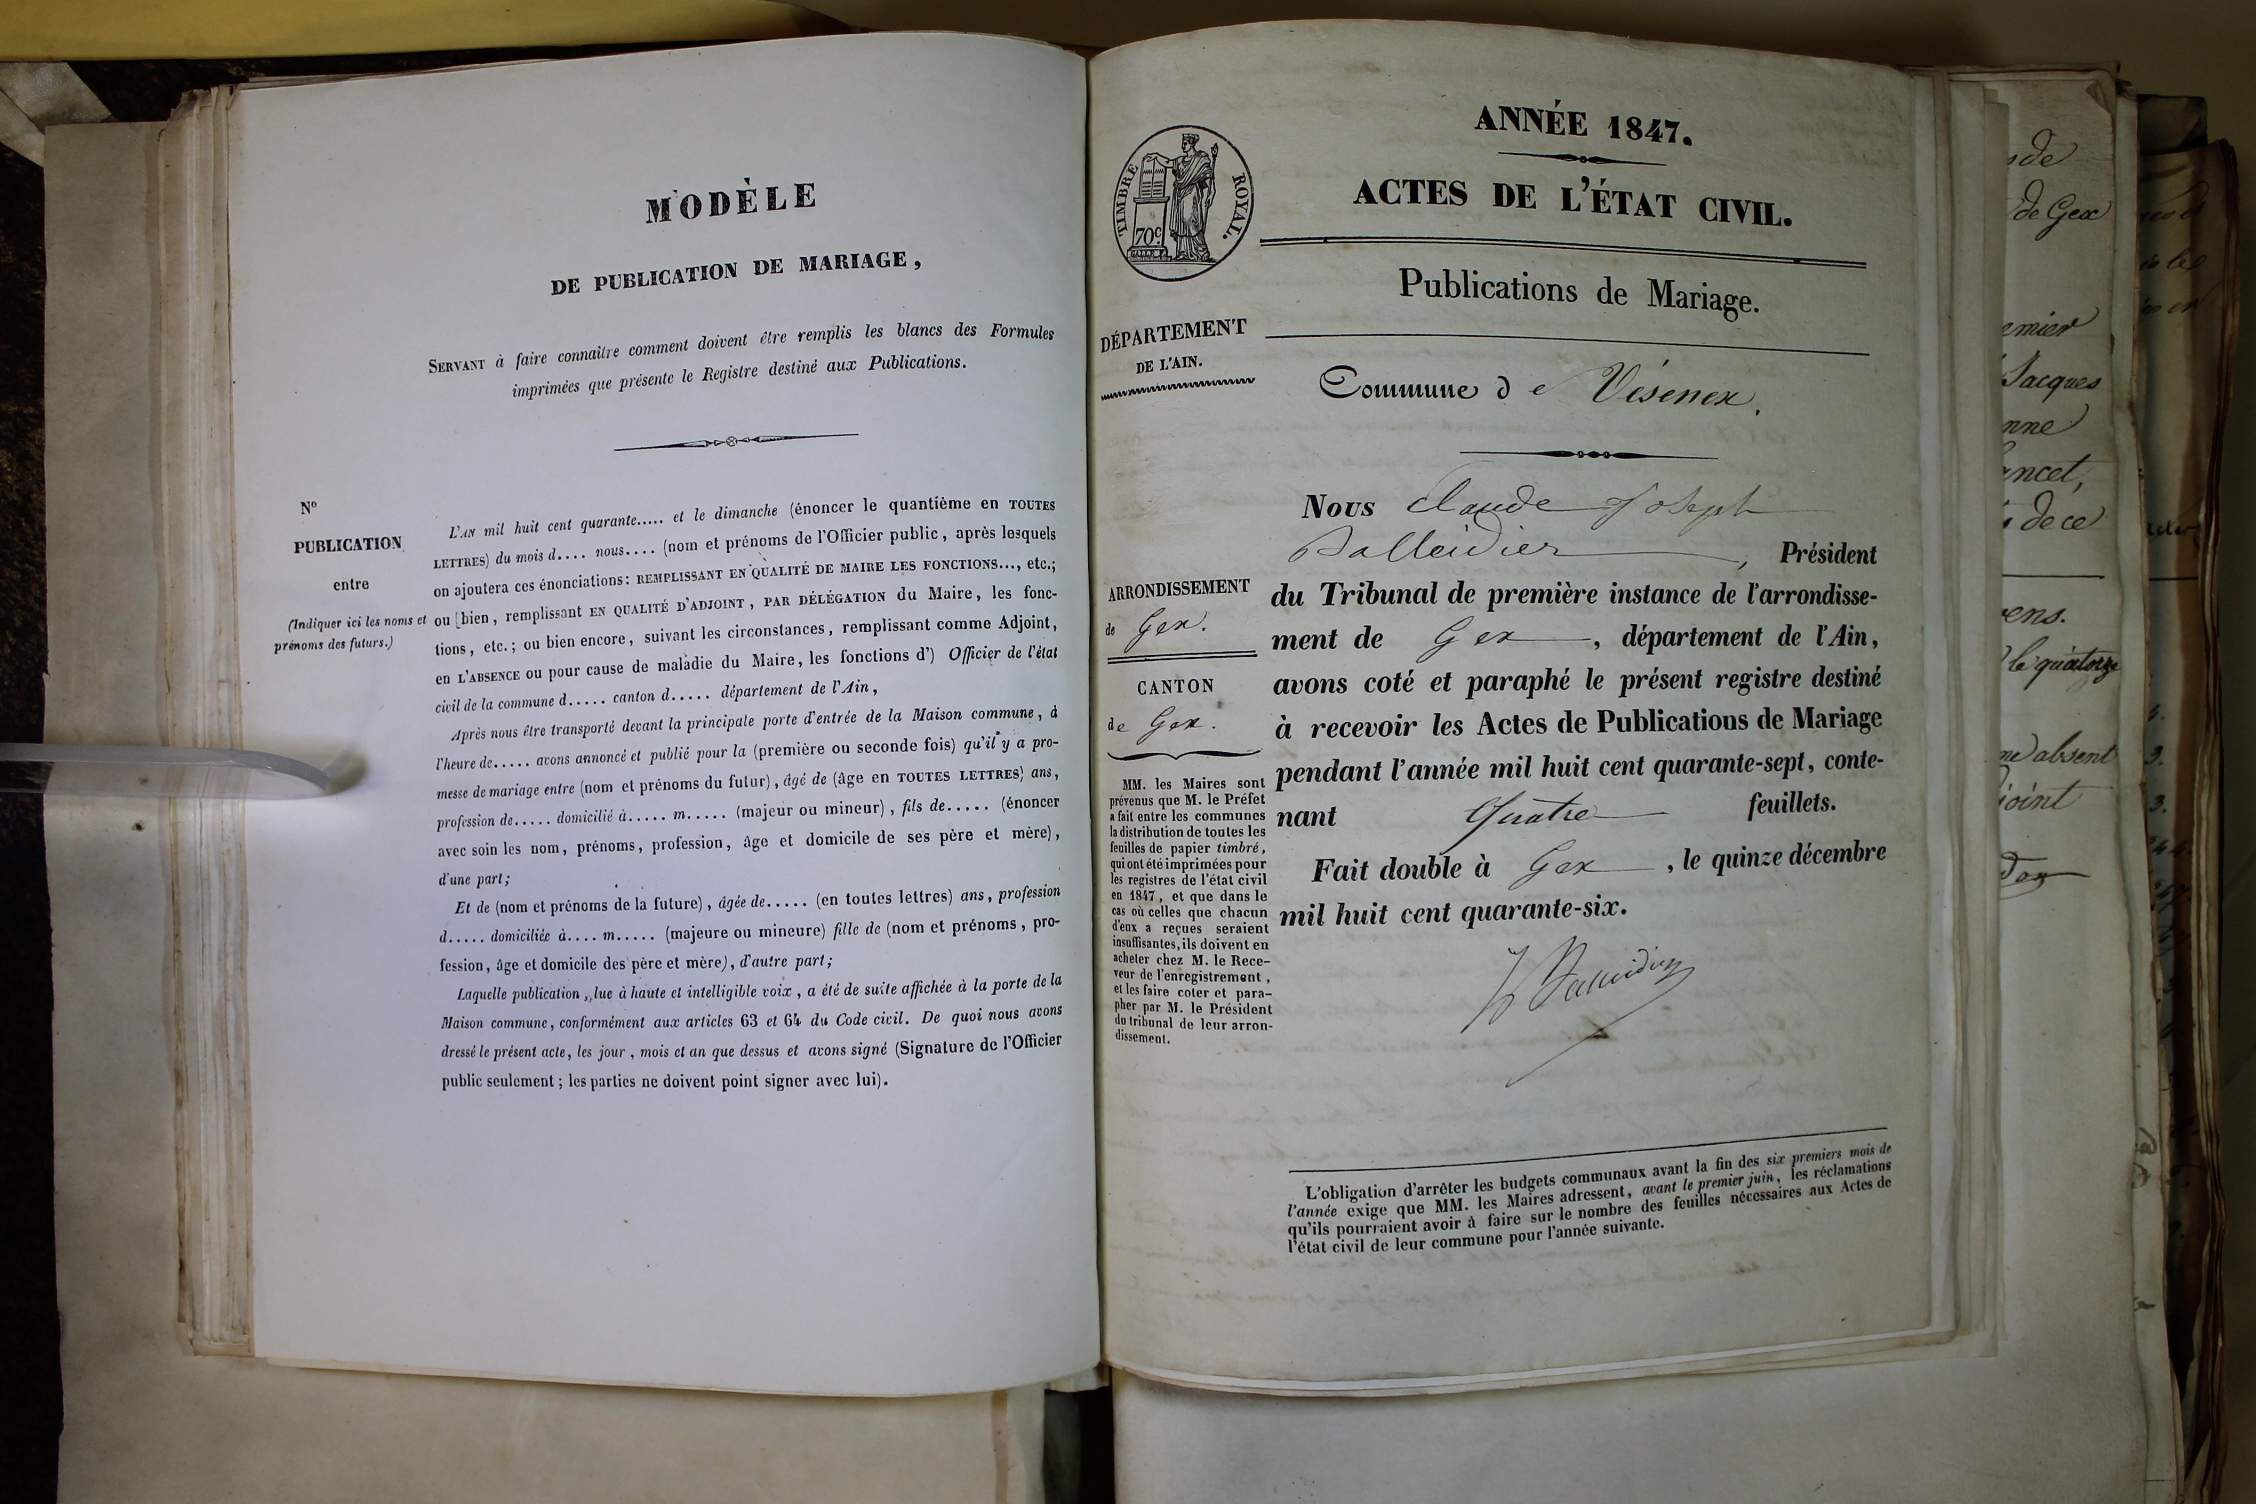 MODÈLE
DE PUBLICATION DE MARIAGE,
SERVANT à faire connaître comment doivent être remplis les blancs des Formules
imprimées que présente le Registre destiné aux Publications.
No
PUBLICATION
entre
(Indiquer ici les noms et
prénoms des futurs.)
L'AN mil huit cent quarante..... et le dimanche (énoncer le quantième en TOUTES
LETTRES) du mois d.... nous.... (nom et prénoms de l'Officier public, après lesquels
on ajoutera ces énonciations: REMPLISSANT EN QUALITÉ DE MAIRE LES FONCTIONS..., etc.;
ou [bien, remplissant EN QUALITÉ D'ADJOINT, PAR DÉLÉGATION du Maire, les fonc-
tions, etc.; ou bien encore, suivant les circonstances, remplissant comme Adjoint,
en L'ABSENCE ou pour cause de maladie du Maire, les fonctions d') Officier de l'état
civil de la commune d..... canton d..... département de l'Ain,
Après nous être transporté devant la principale porte d'entrée de la Maison commune, à
l'heure de..... avons annoncé et publié pour la (première ou seconde fois) qu'il y a pro-
messe de mariage entre (nom et prénoms du futur), âgé de (âge en TOUTES LETTRES) ans,
profession de..... domicilié à..... m..... (majeur ou mineur), fils de..... (énoncer
avec soin les nom, prénoms, profession, âge et domicile de ses père et mère),
d'une part;
Et de (nom et prénoms de la future), âgée de..... (en toutes lettres) ans, profession
d..... domiciliée à.... m..... (majeure ou mineure) fille de (nom et prénoms, pro-
fession, âge et domicile des père et mère), d'autre part;
Laquelle publication, lue à haute et intelligible voix, a été de suite affichée à la porte de la
Maison commune, conformément aux articles 63 et 64 du Code civil. De quoi nous avons
dressé le présent acte, les jour, mois et an que dessus et avons signé (Signature de l'Officier
public seulement; les parties ne doivent point signer avec lui).
TIMBRE ROYAL.
70c.
ANNÉE 1847.
ACTES DE L'ÉTAT CIVIL.
Publications de Mariage.
DÉPARTEMENT
DE L'AIN.
Commune de Vésenex.
ARRONDISSEMENT
de Gex.
CANTON
de Gex.
MM. les Maires sont
prévenus que M. le Préfet
a fait entre les communes
la distribution de toutes les
feuilles de papier timbré,
qui ont été imprimées pour
les registres de l'état civil
en 1847, et que dans le
cas où celles que chacun
d'eux a reçues seraient
insuffisantes, ils doivent en
acheter chez M. le Rece-
veur de l'enregistrement,
et les faire coter et para-
pher par M. le Président
du tribunal de leur arron-
dissement.
Nous Claude Joseph
Balleidier, Président
du Tribunal de première instance de l'arrondisse-
ment de Gex, département de l'Ain,
avons coté et paraphé le présent registre destiné
à recevoir les Actes de Publications de Mariage
pendant l'année mil huit cent quarante-sept, conte-
nant Quatre feuillets.
Fait double à Gex, le quinze décembre
mil huit cent quarante-six.
L'obligation d'arrêter les budgets communaux avant la fin des six premiers mois de
l'année exige que MM. les Maires adressent, avant le premier juin, les réclamations
qu'ils pourraient avoir à faire sur le nombre des feuilles nécessaires aux Actes de
l'état civil de leur commune pour l'année suivante.
de
de Gex
Jacques
de ce
le quatorze
absent